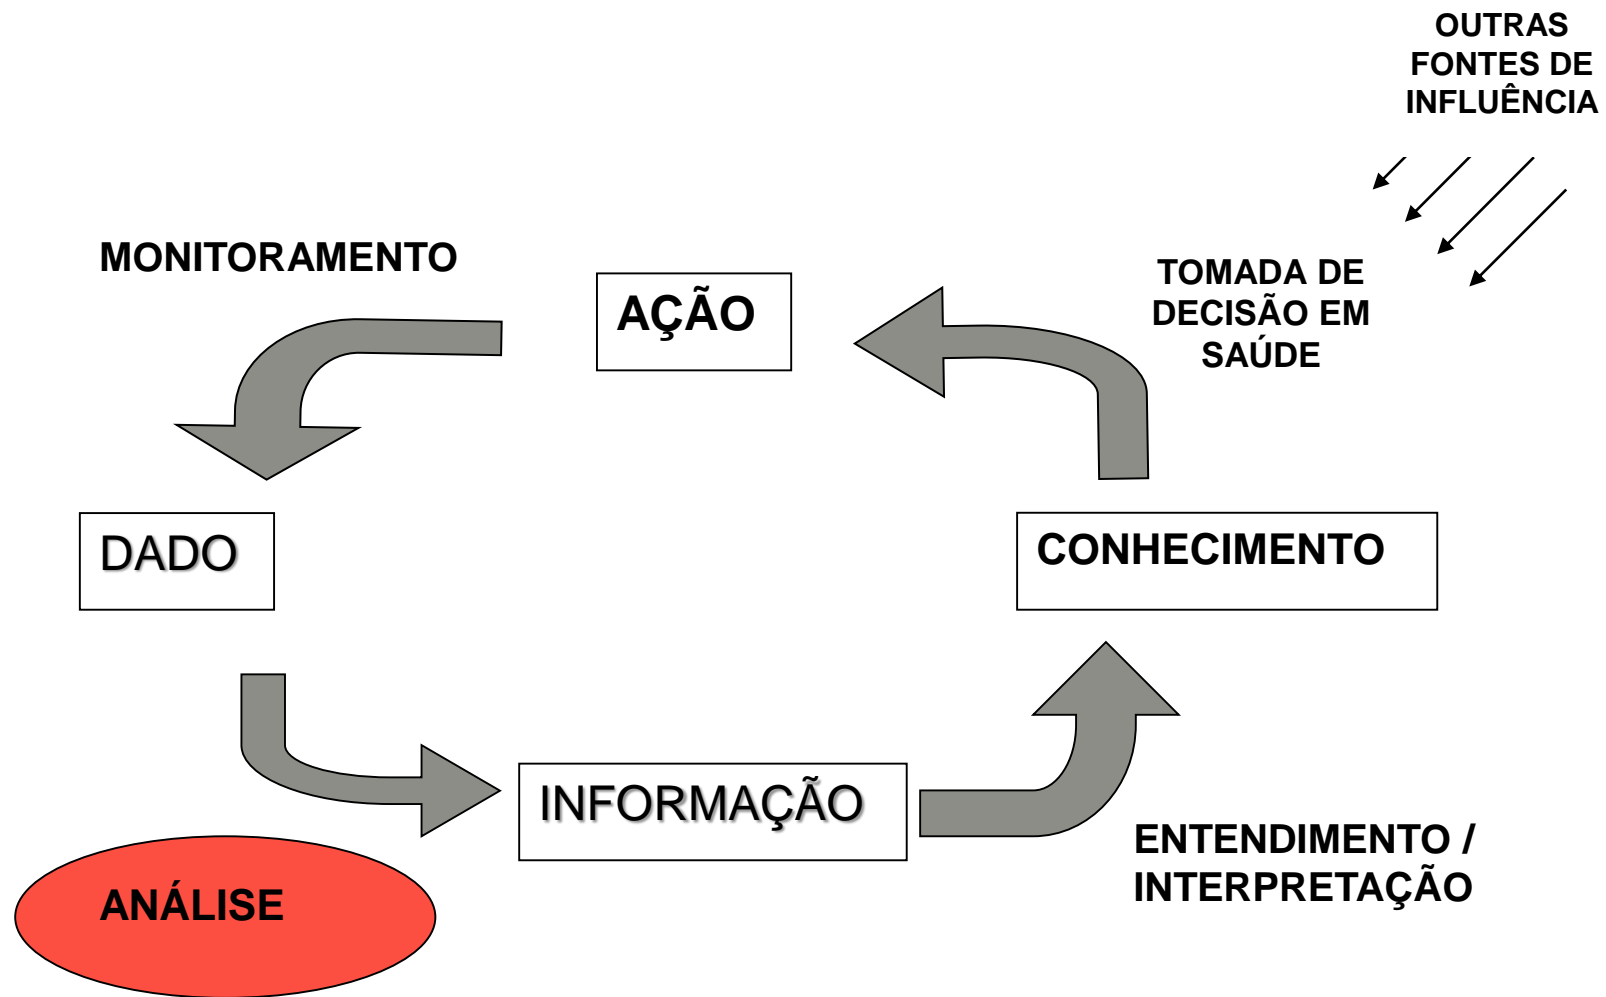 OUTRAS
FONTES DE
INFLUÊNCIA
MONITORAMENTO
AÇÃO
TOMADA DE
DECISÃO EM
SAÚDE
DADO
CONHECIMENTO
INFORMAÇÃO
ANÁLISE
ENTENDIMENTO /
INTERPRETAÇÃO